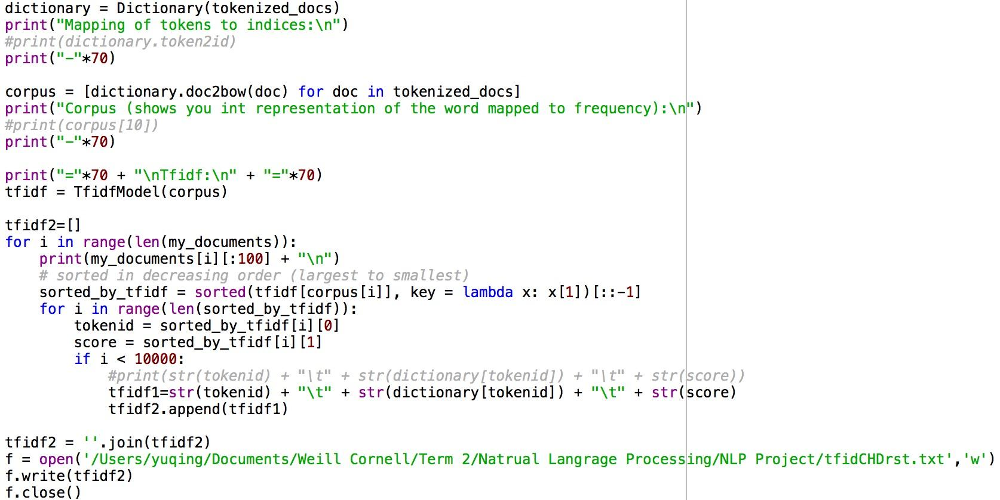 dictionary = Dictionary(tokenized_docs)
print("Mapping of tokens to indices:\n")
#print(dictionary.token2id)
print("-"*70)

corpus = [dictionary.doc2bow(doc) for doc in tokenized_docs]
print("Corpus (shows you int representation of the word mapped to frequency):\n")
#print(corpus[10])
print("-"*70)

print("="*70 + "\nTfidf:\n" + "="*70)
tfidf = TfidfModel(corpus)

tfidf2=[]
for i in range(len(my_documents)):
    print(my_documents[i][:100] + "\n")
    # sorted in decreasing order (largest to smallest)
    sorted_by_tfidf = sorted(tfidf[corpus[i]], key = lambda x: x[1])[::-1]
    for i in range(len(sorted_by_tfidf)):
        tokenid = sorted_by_tfidf[i][0]
        score = sorted_by_tfidf[i][1]
        if i < 10000:
            #print(str(tokenid) + "\t" + str(dictionary[tokenid]) + "\t" + str(score))
            tfidf1=str(tokenid) + "\t" + str(dictionary[tokenid]) + "\t" + str(score)
            tfidf2.append(tfidf1)

tfidf2 = ''.join(tfidf2)
f = open('/Users/yuqing/Documents/Weill Cornell/Term 2/Natrual Langrage Processing/NLP Project/tfidCHDrst.txt','w')
f.write(tfidf2)
f.close()